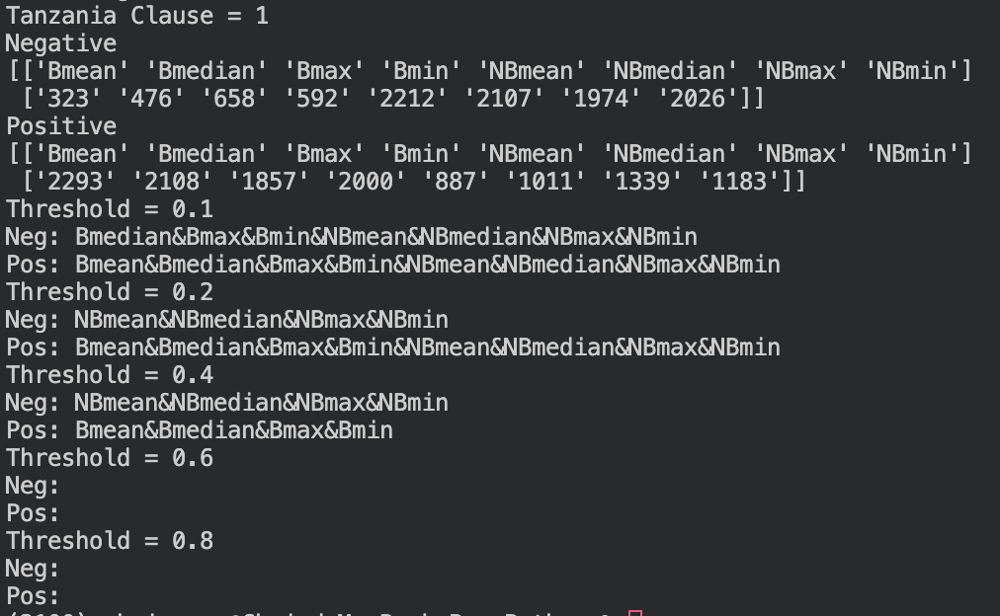 Tanzania Clause = 1
Negative
[['Bmean' 'Bmedian' 'Bmax' 'Bmin' 'NBmean' 'NBmedian' 'NBmax' 'NBmin']
['323' '476' '658' '592' '2212' '2107' '1974' '2026']]
Positive
[['Bmean' 'Bmedian' 'Bmax' 'Bmin' 'NBmean' 'NBmedian' 'NBmax' 'NBmin']
['2293' '2108' '1857' '2000' '887' '1011' '1339' '1183']]
Threshold = 0.1
Neg: Bmedian&Bmax&Bmin&NBmean&NBmedian&NBmax&NBmin
Pos: Bmean&Bmedian&Bmax&Bmin&NBmean&NBmedian&NBmax&NBmin
Threshold = 0.2
Neg: NBmean&NBmedian&NBmax&NBmin
Pos: Bmean&Bmedian&Bmax&Bmin&NBmean&NBmedian&NBmax&NBmin
Threshold = 0.4
Neg: NBmean&NBmedian&NBmax&NBmin
Pos: Bmean&Bmedian&Bmax&Bmin
Threshold = 0.6
Neg:
Pos:
Threshold = 0.8
Neg:
Pos: